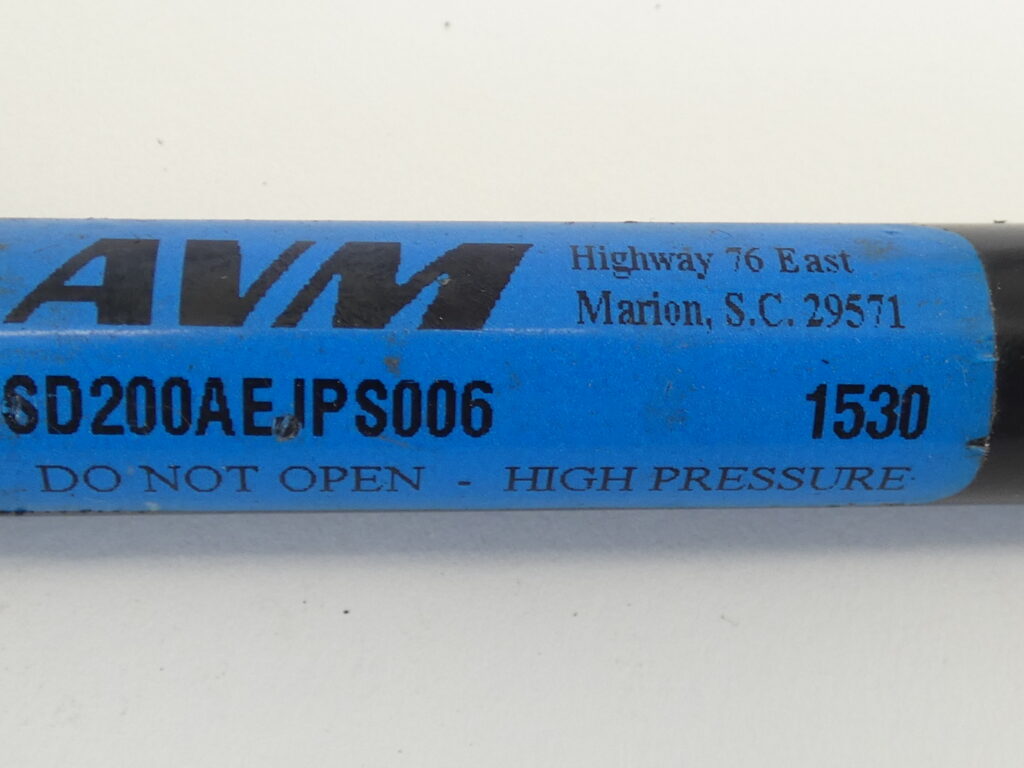 AVM
Highway 76 East
Marion, S.C. 29571
SD200AEJPS006 1530
DO NOT OPEN - HIGH PRESSURE